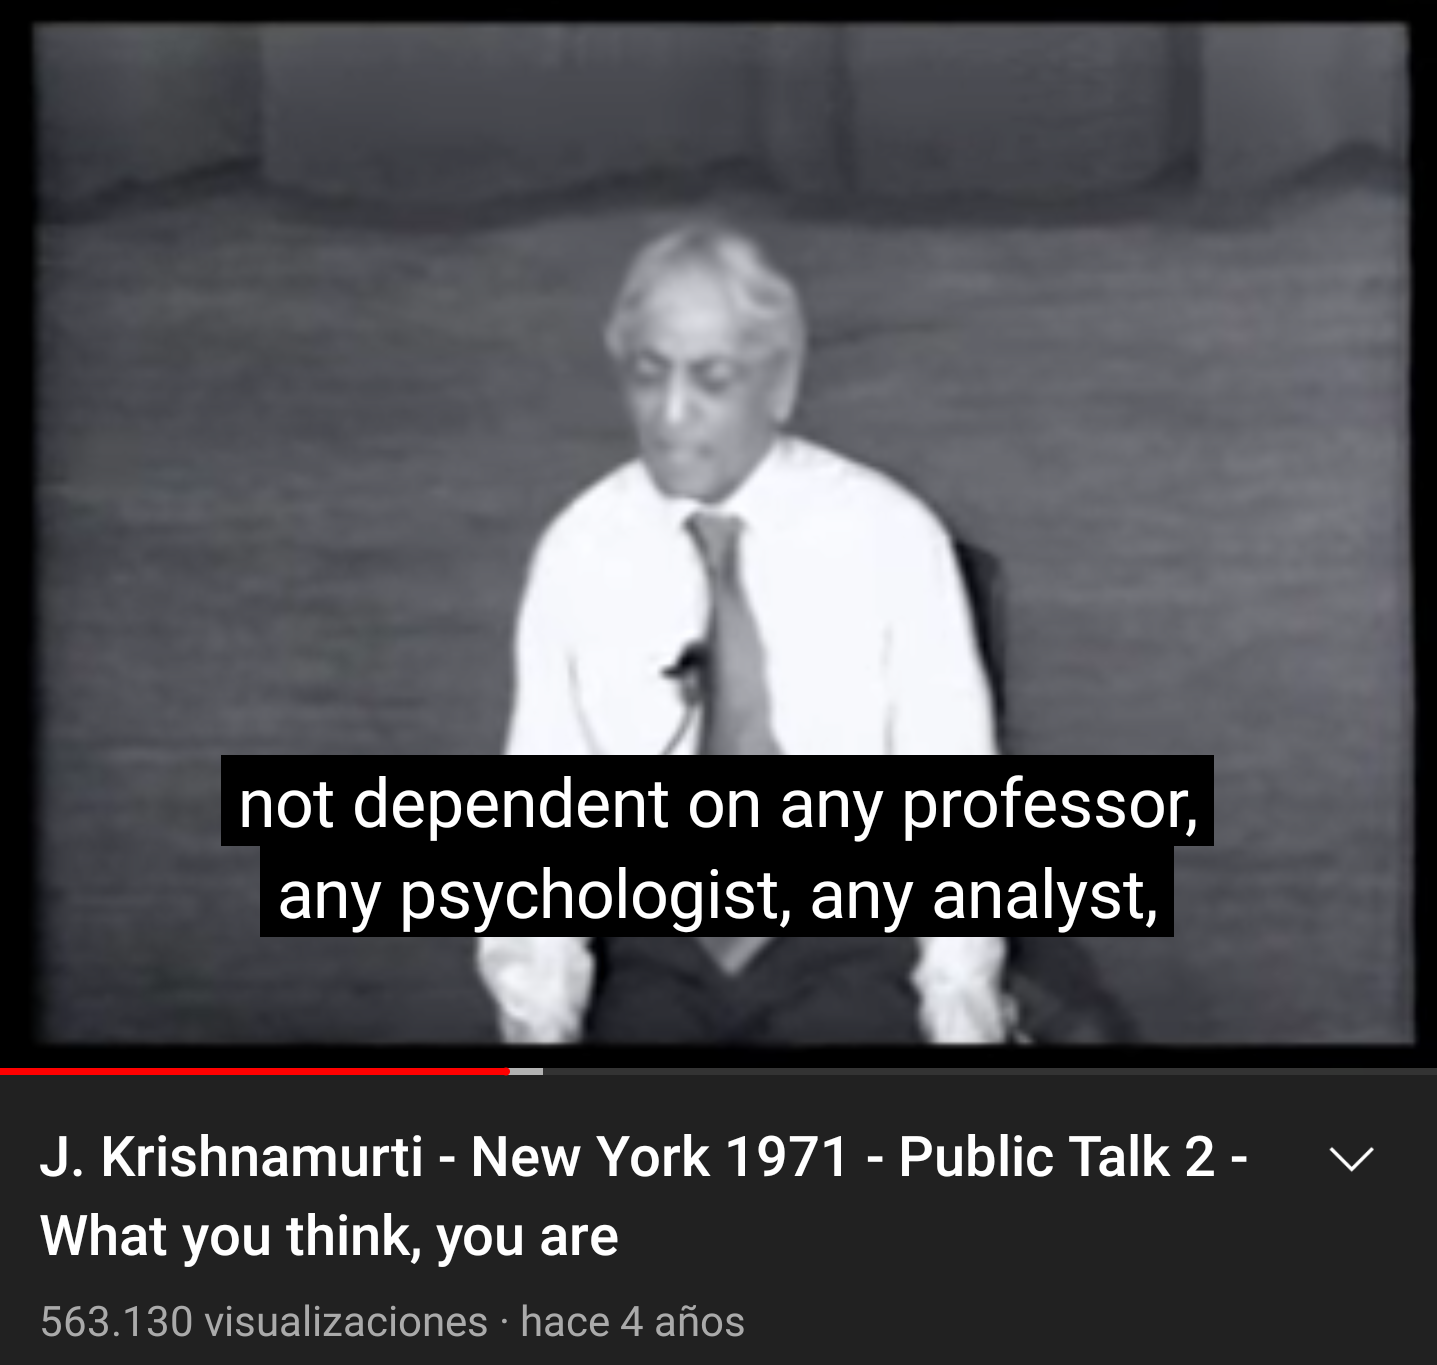 not dependent on any professor,
any psychologist, any analyst,
J. Krishnamurti - New York 1971 - Public Talk 2 -
What you think, you are
563.130 visualizaciones · hace 4 años